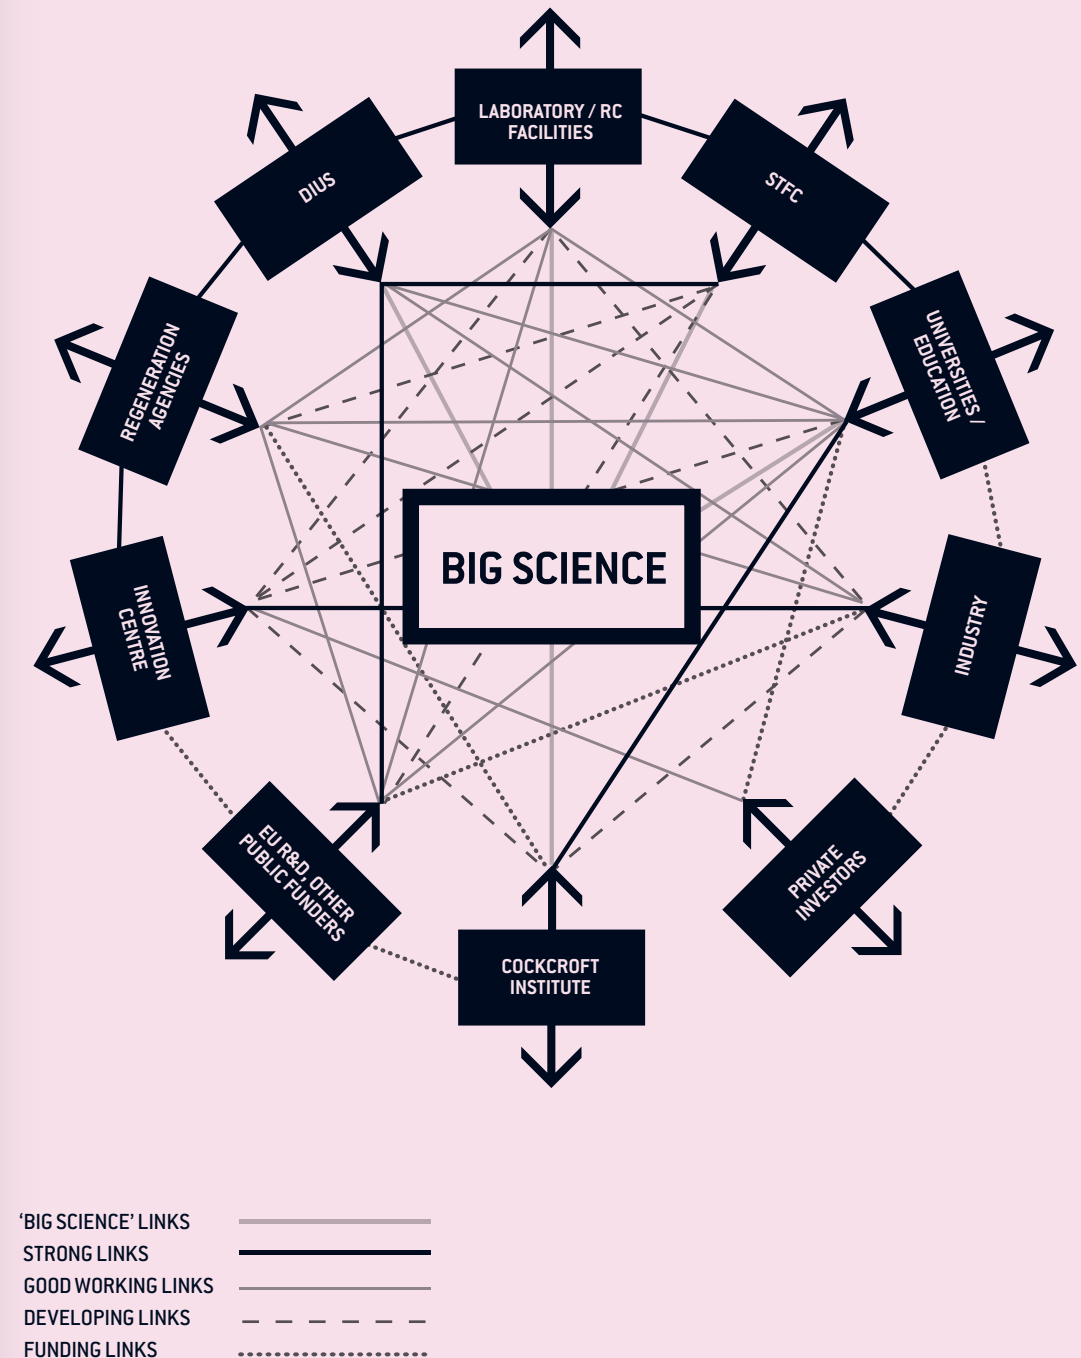 LABORATORY / RC
FACILITIES
DIUS
STFC
REGENERATION
AGENCIES
UNIVERSITIES /
EDUCATION
BIG SCIENCE
INNOVATION
CENTRE
INDUSTRY
EU R&D, OTHER
PUBLIC FUNDERS
PRIVATE
INVESTORS
COCKCROFT
INSTITUTE
‘BIG SCIENCE’ LINKS
STRONG LINKS
GOOD WORKING LINKS
DEVELOPING LINKS
FUNDING LINKS